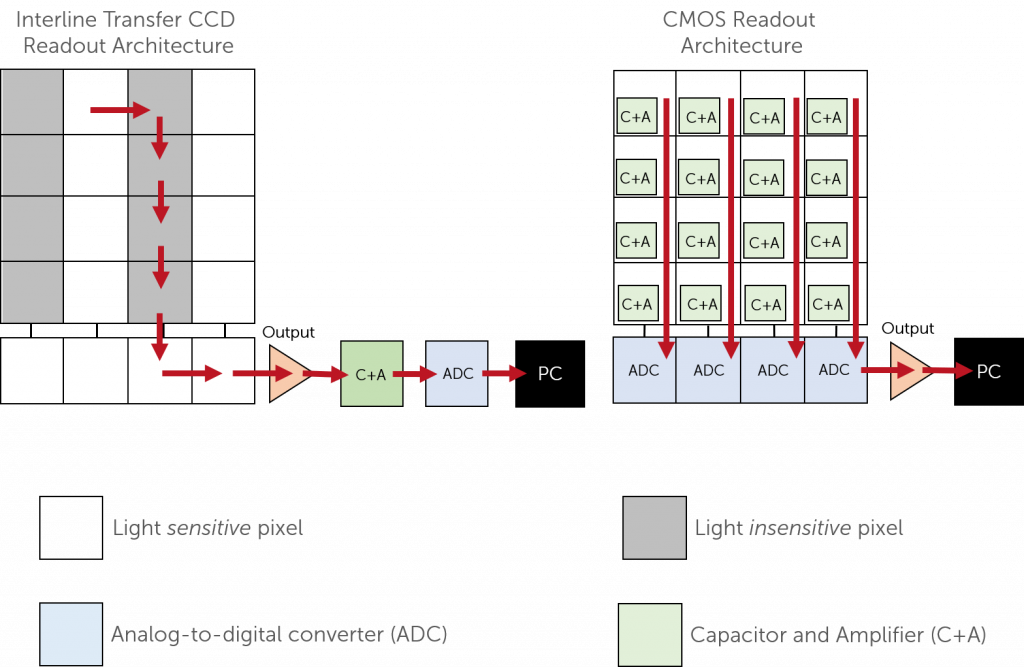 Interline Transfer CCD
Readout Architecture
CMOS Readout
Architecture
C+A C+A C+A C+A
C+A C+A C+A C+A
C+A C+A C+A C+A
C+A C+A C+A C+A
Output
C+A
ADC
PC
ADC ADC ADC ADC
Output
PC
Light sensitive pixel
Light insensitive pixel
Analog-to-digital converter (ADC)
Capacitor and Amplifier (C+A)